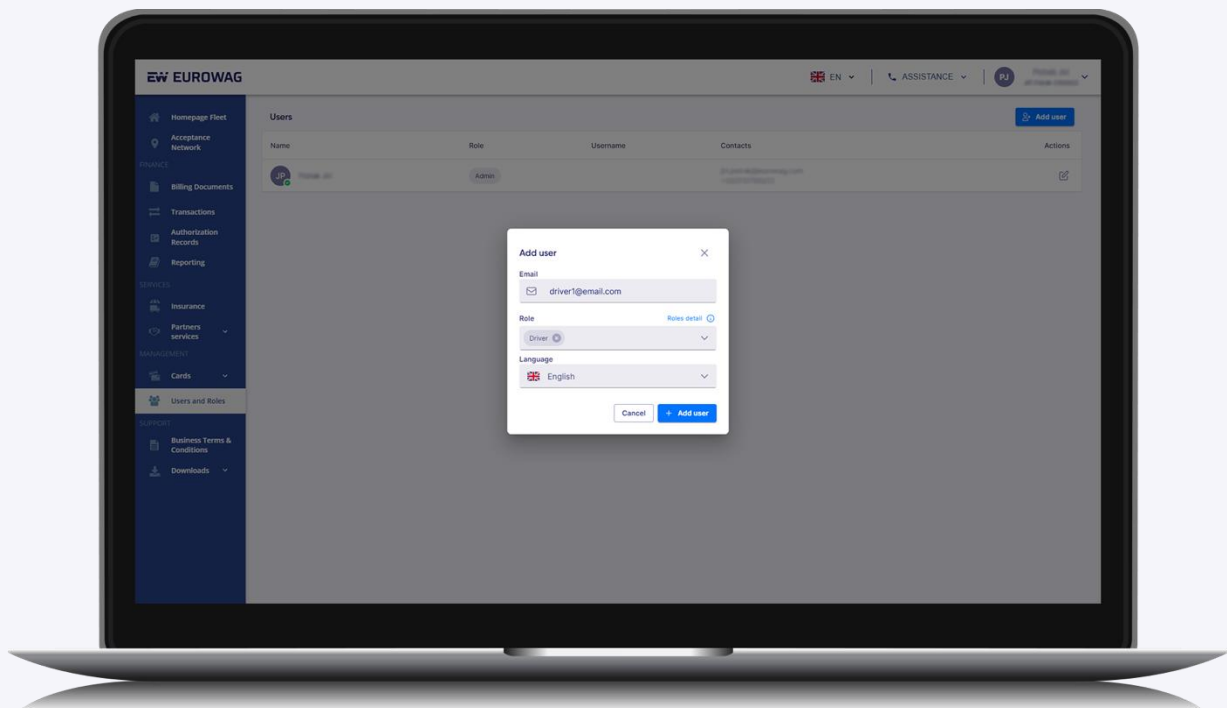 EW EUROWAG
EN
ASSISTANCE
PJ
Homepage Fleet
Acceptance
Network
FINANCE
Billing Documents
Transactions
Authorization
Records
Reporting
SERVICES
Insurance
Partners
services
MANAGEMENT
Cards
Users and Roles
SUPPORT
Business Terms &
Conditions
Downloads
Users
Add user
Name Role Username Contacts Actions
JP Admin
Add user
Email
driver1@email.com
Role Roles detail
Driver
Language
English
Cancel + Add user